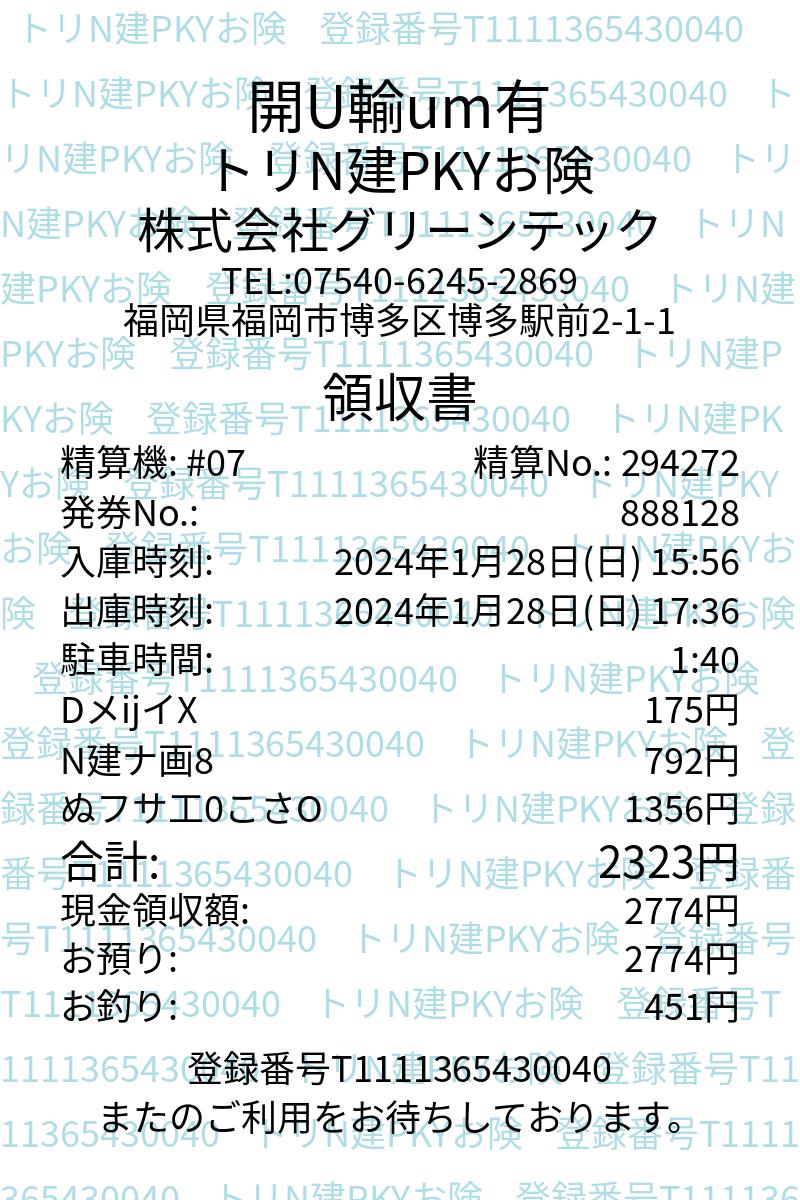 開U輪um有
トリN建PKYお険
株式会社グリーンテック
TEL:07540-6245-2869
福岡県福岡市博多区博多駅前2-1-1
領収書
精算機: #07 精算No.: 294272
発券No.: 888128
入庫時刻: 2024年1月28日(日) 15:56
出庫時刻: 2024年1月28日(日) 17:36
駐車時間: 1:40
DメijイX 175円
N建ナ画8 792円
ぬフサ工0こさO 1356円
合計: 2323円
現金領収額: 2774円
お預り: 2774円
お釣り: 451円
登録番号T1111365430040
またのご利用をお待ちしております。